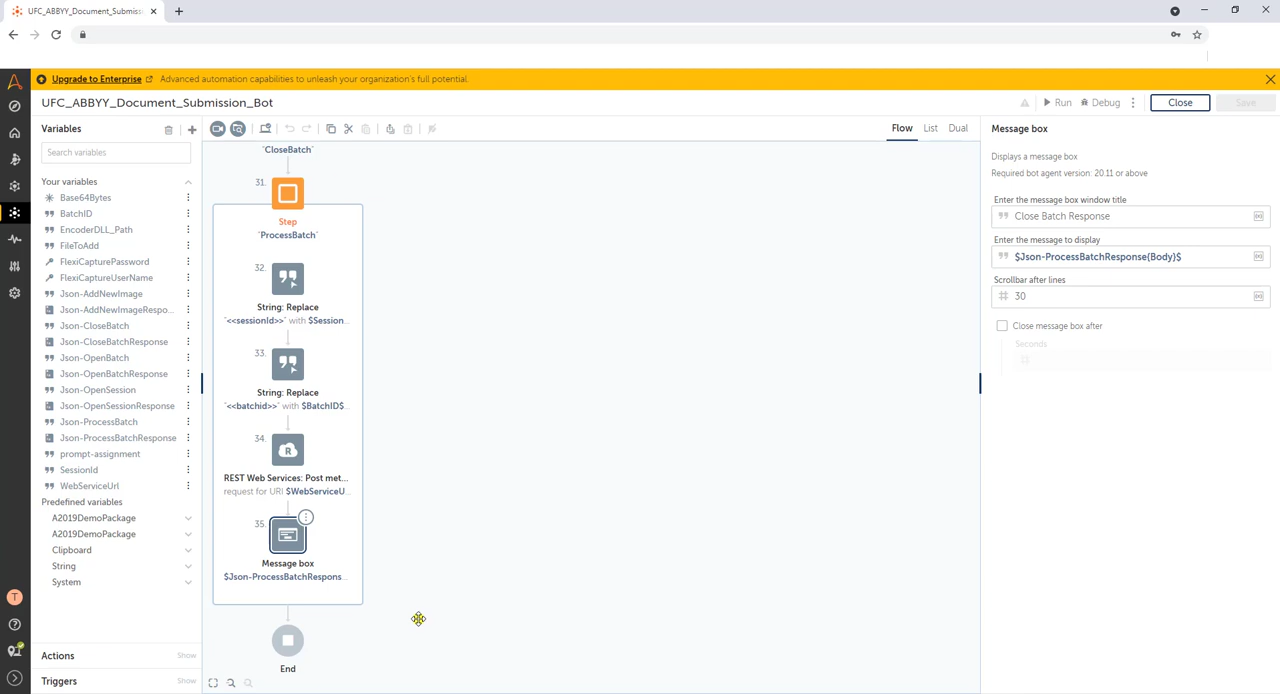 UFC_ABBYY_Document_Submiss
Upgrade to Enterprise
Advanced automation capabilities to unleash your organization's full potential.
UFC_ABBYY_Document_Submission_Bot
Run
Debug
Close
Save
Variables
Search variables
Your variables
Base64Bytes
BatchID
EncoderDLL_Path
FileToAdd
FlexiCapturePassword
FlexiCaptureUserName
Json-AddNewImage
Json-AddNewImageRespo...
Json-CloseBatch
Json-CloseBatchResponse
Json-OpenBatch
Json-OpenBatchResponse
Json-OpenSession
Json-OpenSessionResponse
Json-ProcessBatch
Json-ProcessBatchResponse
prompt-assignment
SessionId
WebServiceUrl
Predefined variables
A2019DemoPackage
A2019DemoPackage
Clipboard
String
System
Actions
Show
Triggers
Show
T
Flow
List
Dual
"CloseBatch"
31.
Step
"ProcessBatch"
32.
String: Replace
"<<sessionId>>" with $Session...
33.
String: Replace
"<<batchid>>" with $BatchID$...
34.
R
REST Web Services: Post met...
request for URI $WebServiceU...
35.
Message box
$Json-ProcessBatchRespons...
End
Message box
Displays a message box
Required bot agent version: 20.11 or above
Enter the message box window title
Close Batch Response
Enter the message to display
$Json-ProcessBatchResponse{Body}$
Scrollbar after lines
30
Close message box after
Seconds